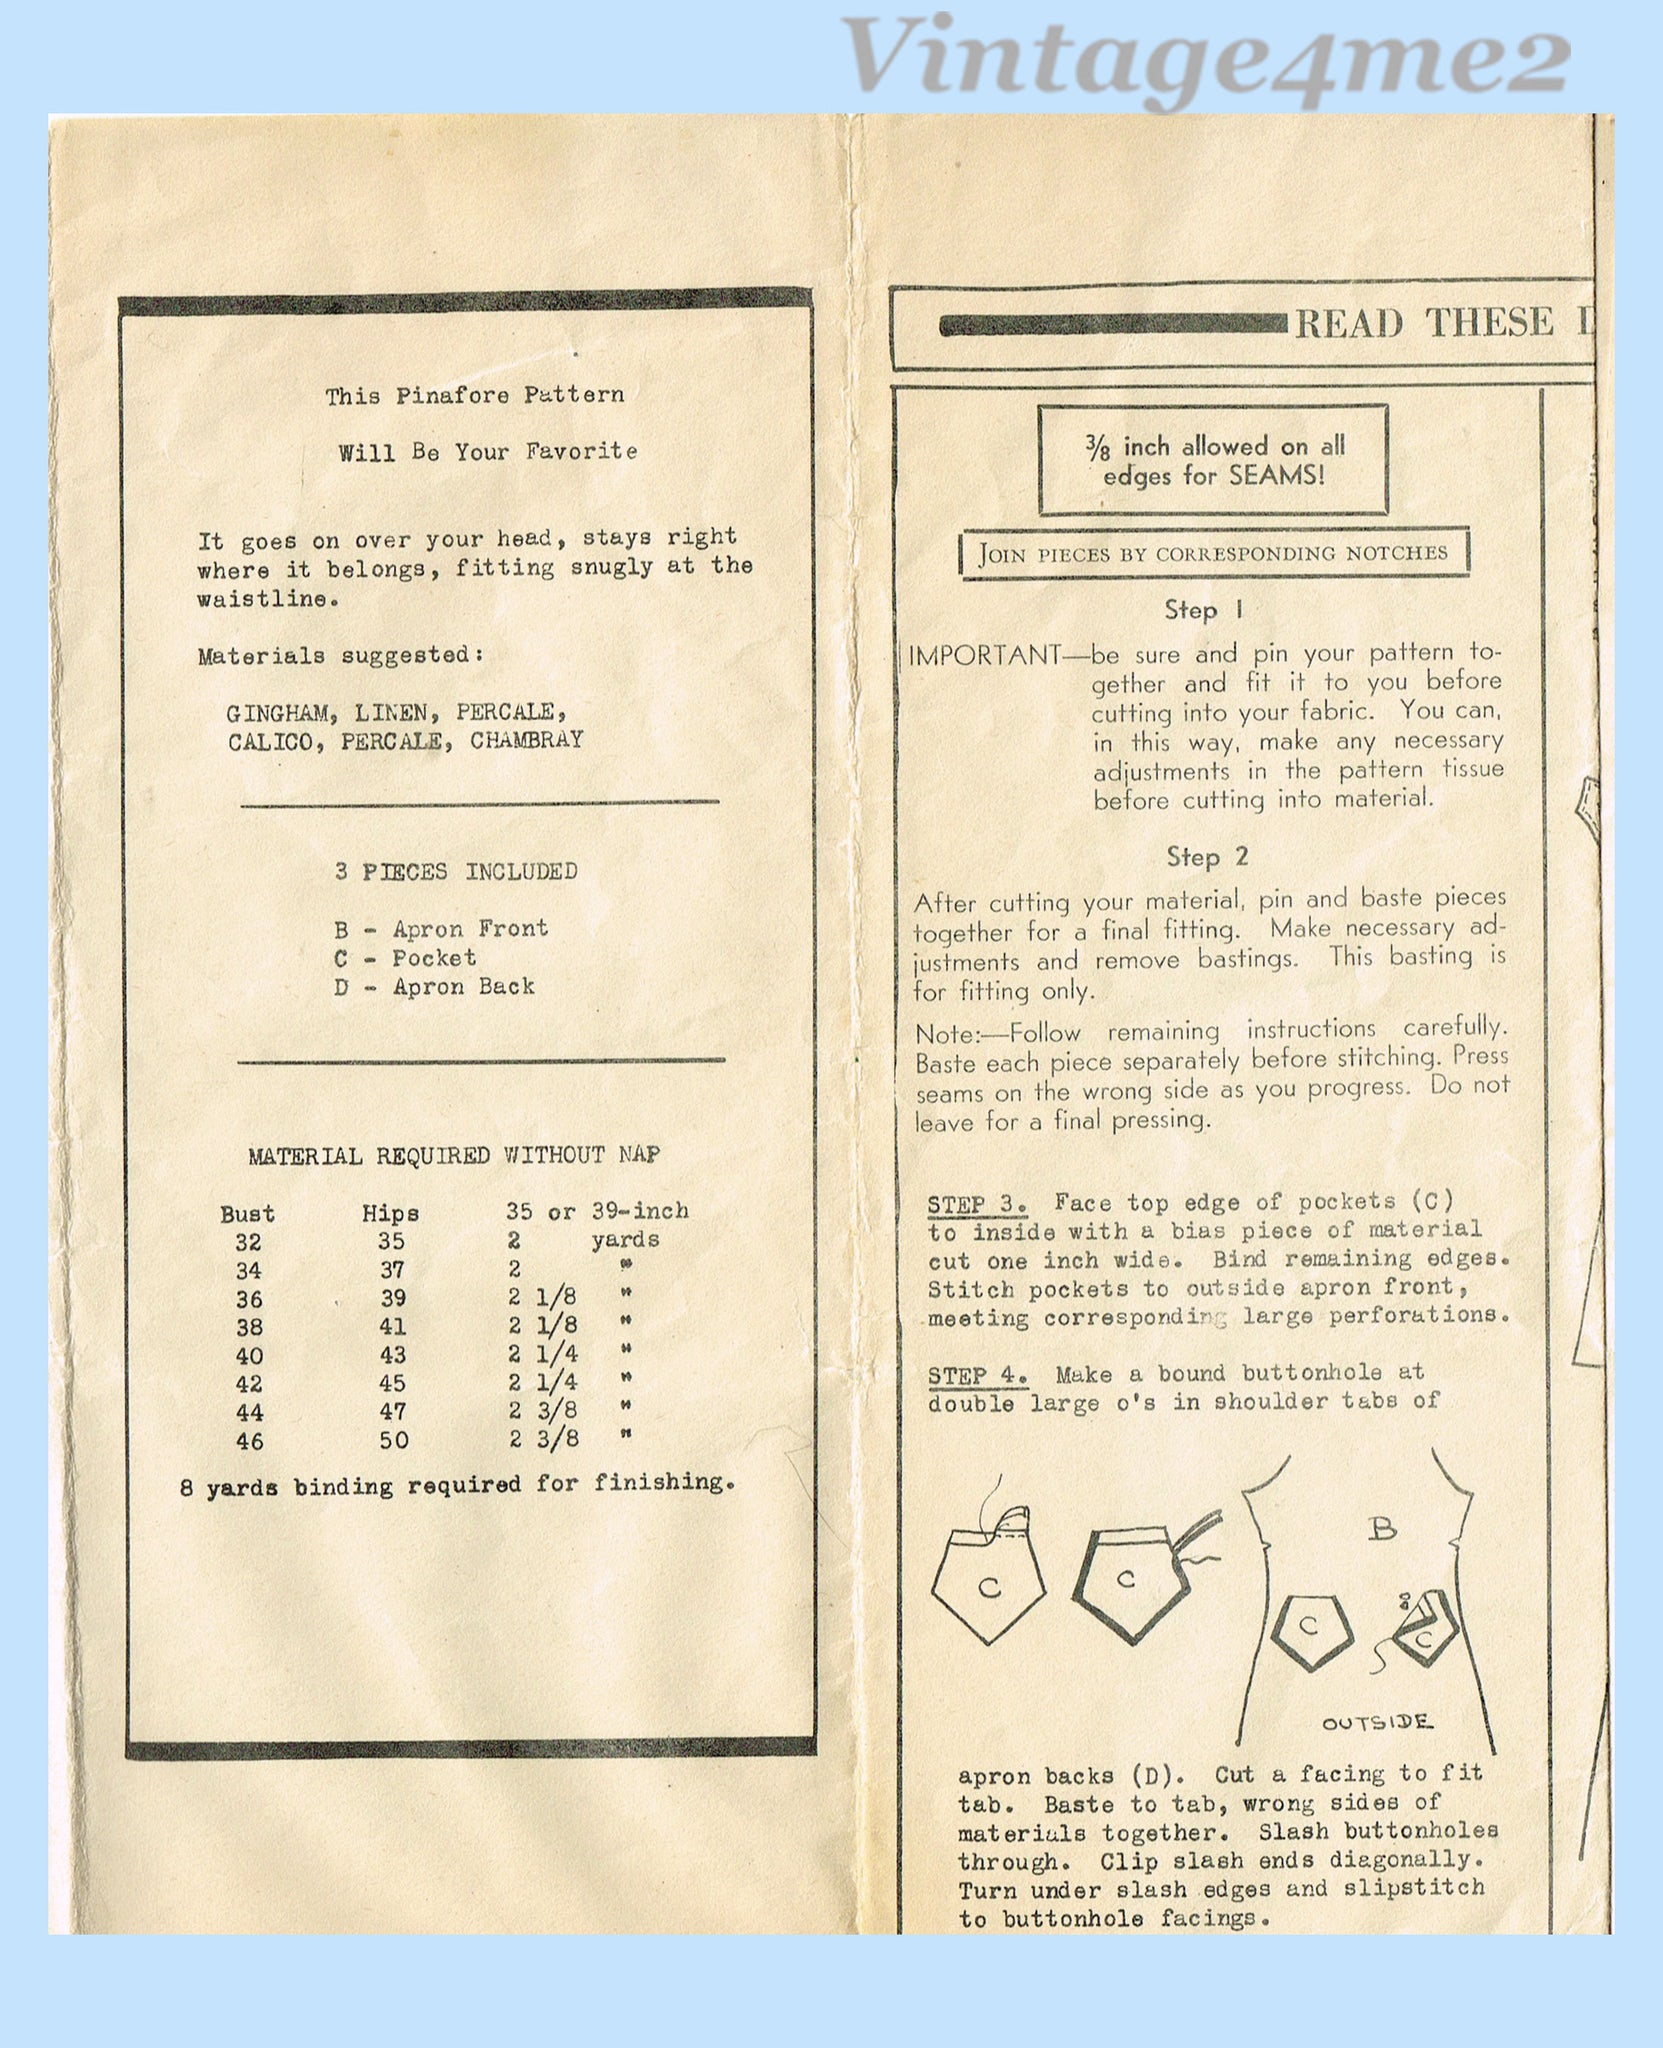 Vintage4me2
This Pinafore Pattern
Will Be Your Favorite
It goes on over your head, stays right
where it belongs, fitting snugly at the
waistline.
Materials suggested:
GINGHAM, LINEN, PERCALE,
CALICO, PERCALE, CHAMBRAY
3 PIECES INCLUDED
B - Apron Front
C - Pocket
D - Apron Back
MATERIAL REQUIRED WITHOUT NAP
Bust Hips 35 or 39-inch
32 35 2 yards
34 37 2 "
36 39 2 1/8 "
38 41 2 1/8 "
40 43 2 1/4 "
42 45 2 1/4 "
44 47 2 3/8 "
46 50 2 3/8 "
8 yards binding required for finishing.
READ THESE
3/8 inch allowed on all
edges for SEAMS!
JOIN PIECES BY CORRESPONDING NOTCHES
Step 1
IMPORTANT—be sure and pin your pattern to-
gether and fit it to you before
cutting into your fabric. You can,
in this way, make any necessary
adjustments in the pattern tissue
before cutting into material.
Step 2
After cutting your material, pin and baste pieces
together for a final fitting. Make necessary ad-
justments and remove bastings. This basting is
for fitting only.
Note:—Follow remaining instructions carefully.
Baste each piece separately before stitching. Press
seams on the wrong side as you progress. Do not
leave for a final pressing.
STEP 3. Face top edge of pockets (C)
to inside with a bias piece of material
cut one inch wide. Bind remaining edges.
Stitch pockets to outside apron front,
meeting corresponding large perforations.
STEP 4. Make a bound buttonhole at
double large o's in shoulder tabs of
B
C
C
C
C
OUTSIDE
apron backs (D). Cut a facing to fit
tab. Baste to tab, wrong sides of
materials together. Slash buttonholes
through. Clip slash ends diagonally.
Turn under slash edges and slipstitch
to buttonhole facings.